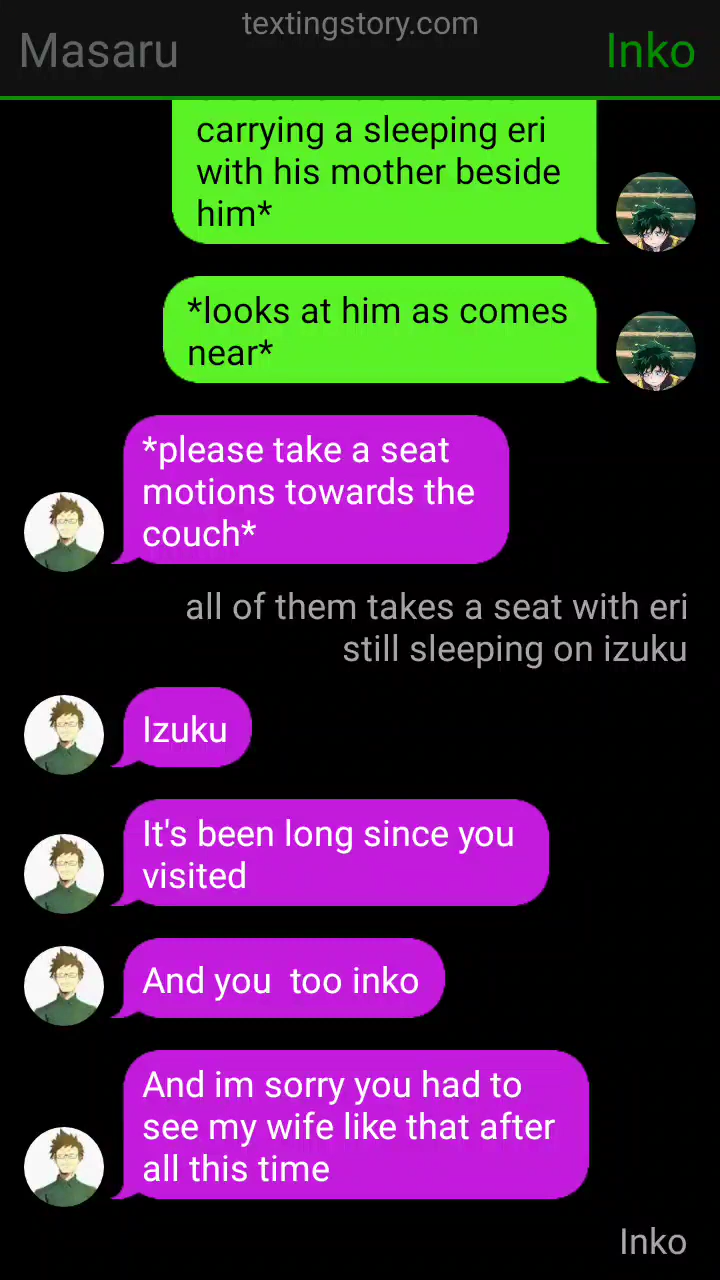 textingstory.com
Masaru
Inko
carrying a sleeping eri
with his mother beside
him*
*looks at him as comes
near*
*please take a seat
motions towards the
couch*
all of them takes a seat with eri
still sleeping on izuku
Izuku
It's been long since you
visited
And you  too inko
And im sorry you had to
see my wife like that after
all this time
Inko